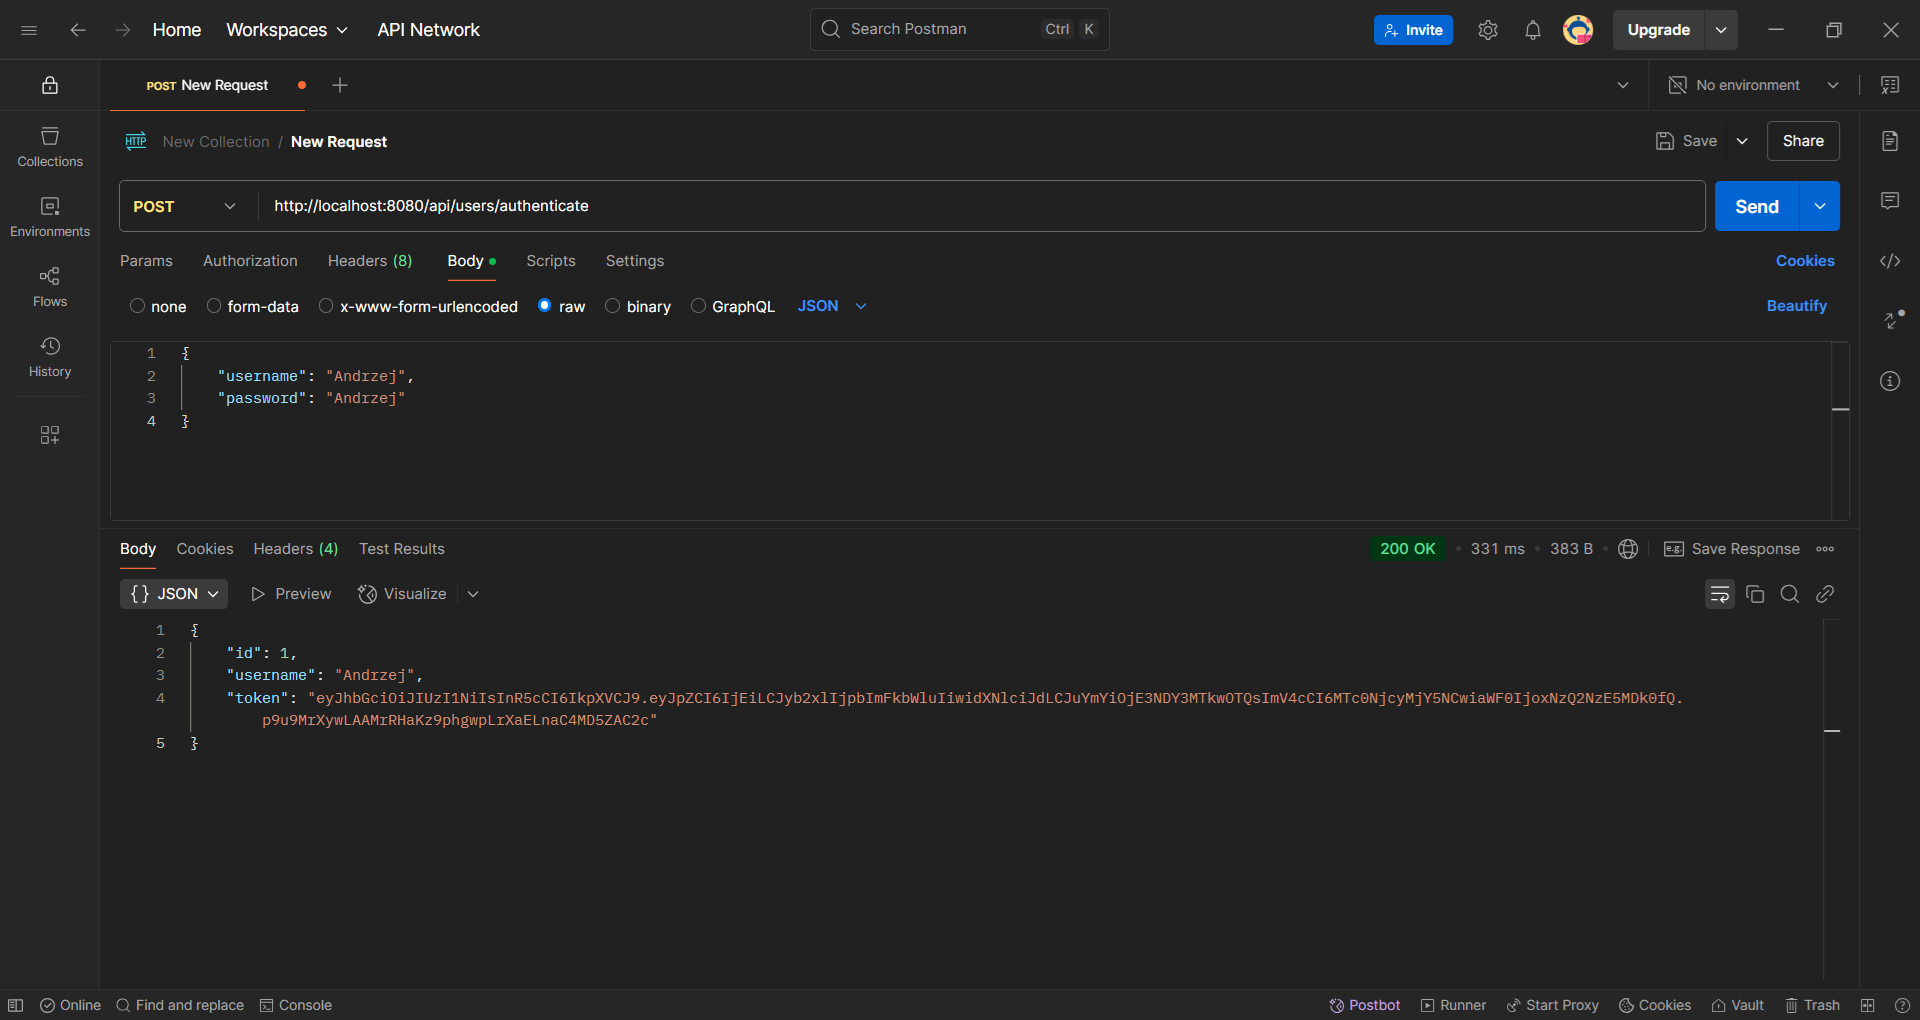 Home Workspaces API Network Search Postman Ctrl K Invite Upgrade
POST New Request No environment
HTTP New Collection / New Request Save Share
Collections
Environments
Flows
History
POST http://localhost:8080/api/users/authenticate Send
Params Authorization Headers (8) Body Scripts Settings Cookies
none form-data x-www-form-urlencoded raw binary GraphQL JSON Beautify
1 {
2 "username": "Andrzej",
3 "password": "Andrzej"
4 }
Body Cookies Headers (4) Test Results 200 OK • 331 ms • 383 B • e.g. Save Response
{} JSON Preview Visualize
1 {
2 "id": 1,
3 "username": "Andrzej",
4 "token": "eyJhbGciOiJIUzI1NiIsInR5cCI6IkpXVCJ9.eyJpZCI6IjEiLCJyb2xlIjpbImFkbWluIiwidXNlciJdLCJuYmYiOjE3NDY3MTkwOTQsImV4cCI6MTc0NjcyMjY5NCwiaWF0IjoxNzQ2NzE5MDk0fQ.
p9u9MrXywLAAMrRHaKz9phgwpLrXaELnaC4MD5ZAC2c"
5 }
Online Find and replace Console Postbot Runner Start Proxy Cookies Vault Trash